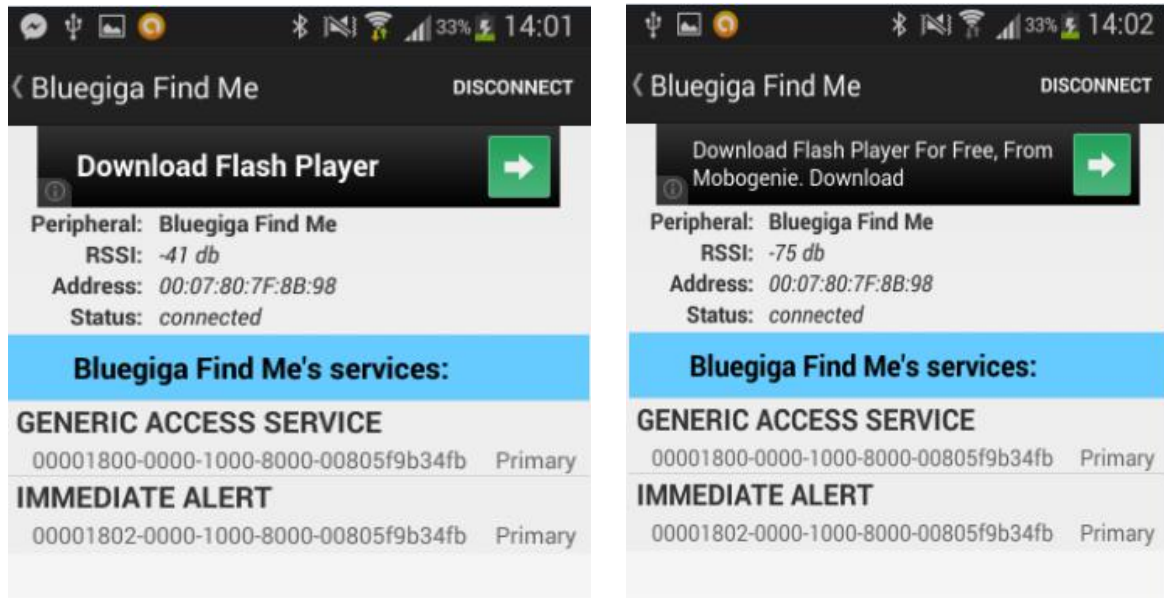 33% 14:01
Bluegiga Find Me DISCONNECT
Download Flash Player
Peripheral: Bluegiga Find Me
RSSI: -41 db
Address: 00:07:80:7F:8B:98
Status: connected
Bluegiga Find Me's services:
GENERIC ACCESS SERVICE
00001800-0000-1000-8000-00805f9b34fb Primary
IMMEDIATE ALERT
00001802-0000-1000-8000-00805f9b34fb Primary
33% 14:02
Bluegiga Find Me DISCONNECT
Download Flash Player For Free, From
Mobogenie. Download
Peripheral: Bluegiga Find Me
RSSI: -75 db
Address: 00:07:80:7F:8B:98
Status: connected
Bluegiga Find Me's services:
GENERIC ACCESS SERVICE
00001800-0000-1000-8000-00805f9b34fb Primary
IMMEDIATE ALERT
00001802-0000-1000-8000-00805f9b34fb Primary